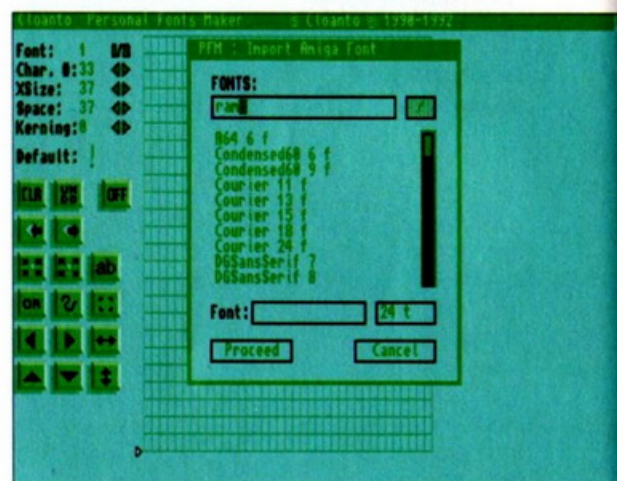 Cloanto Personal Fonts Maker © Cloanto © 1990-1992
Font: 1 A/B
Char. @:33
XSize: 37
Space: 37
Kerning:0
Default: !
CLR UN DO OFF
ab
OR
PFM : Import Amiga Font
FONTS:
ram /
A64 6 f
Condensed60 6 f
Condensed60 9 f
Courier 11 f
Courier 13 f
Courier 15 f
Courier 18 f
Courier 24 f
DGSansSerif 7
DGSansSerif 8
Font: 24 t
Proceed Cancel